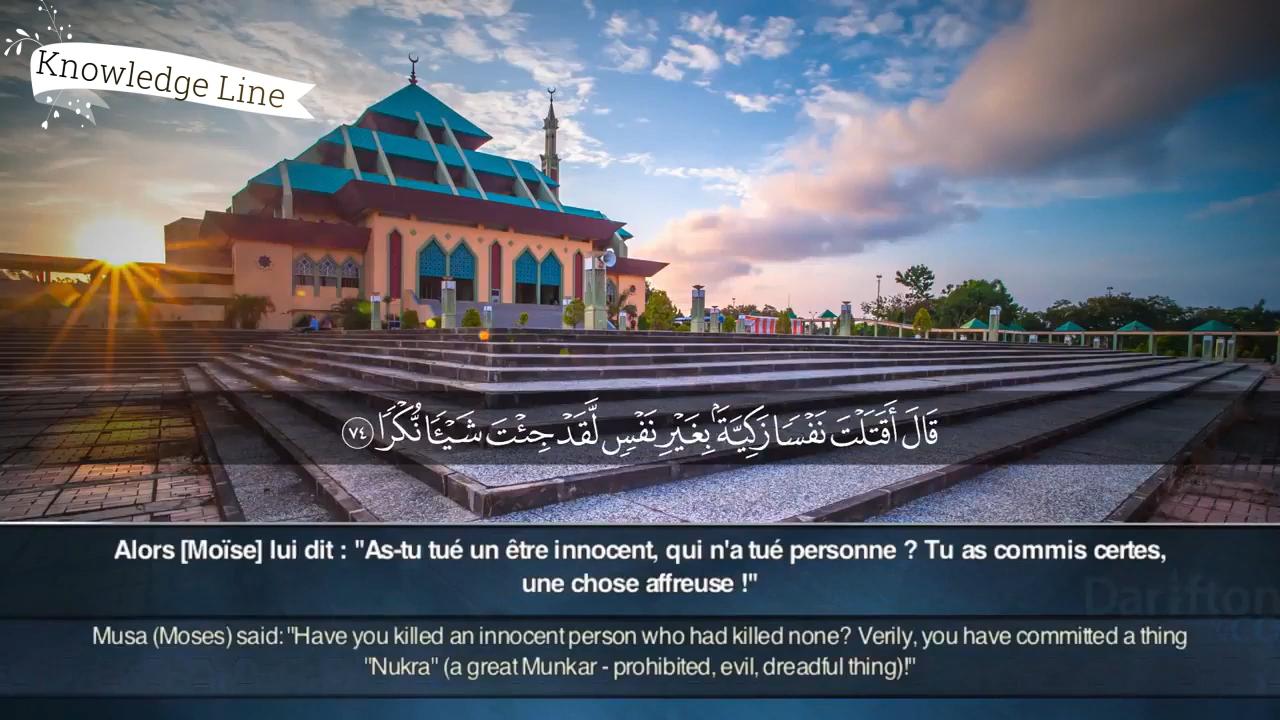 Knowledge Line
قَالَ أَقَتَلْتَ نَفْسًا زَكِيَّةً بِغَيْرِ نَفْسٍ لَّقَدْ جِئْتَ شَيْـًٔا نُّكْرًا ٧٤
Alors [Moïse] lui dit : "As-tu tué un être innocent, qui n'a tué personne ? Tu as commis certes,
une chose affreuse !"
Musa (Moses) said: "Have you killed an innocent person who had killed none? Verily, you have committed a thing
"Nukra" (a great Munkar - prohibited, evil, dreadful thing)!"